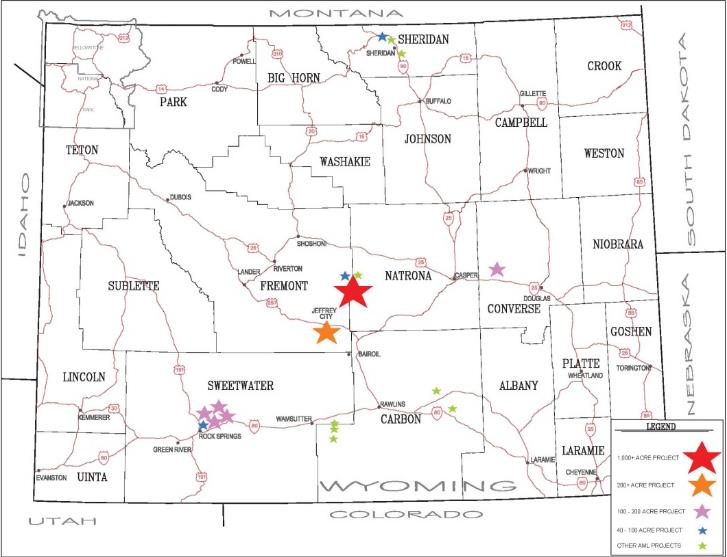 MONTANA
YELLOWSTONE
NATIONAL
PARK
POWELL
CODY
PARK
BIG HORN
SHERIDAN
SHERIDAN
CROOK
BUFFALO
GILLETTE
JOHNSON
CAMPBELL
WESTON
TETON
WASHAKIE
WRIGHT
JACKSON
DUBOIS
IDAHO
SOUTH DAKOTA
SHOSHONI
RIVERTON
LANDER
FREMONT
NATRONA
CASPER
NIOBRARA
SUBLETTE
JEFFREY
CITY
CONVERSE
DOUGLAS
GOSHEN
BAIROIL
PLATTE
WHEATLAND
TORRINGTON
NEBRASKA
LINCOLN
SWEETWATER
ALBANY
KEMMERER
RAWLINS
WAMSUTTER
CARBON
ROCK SPRINGS
GREEN RIVER
LARAMIE
LARAMIE
CHEYENNE
EVANSTON
UINTA
WYOMING
UTAH
COLORADO
LEGEND
1,000+ ACRE PROJECT
200+ ACRE PROJECT
100 - 200 ACRE PROJECT
40 - 100 ACRE PROJECT
OTHER AML PROJECTS